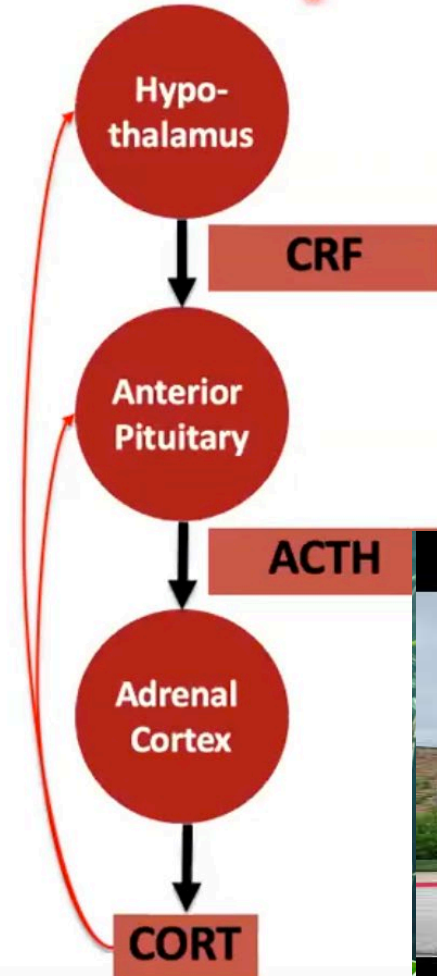 Hypo-
thalamus
CRF
Anterior
Pituitary
ACTH
Adrenal
Cortex
CORT